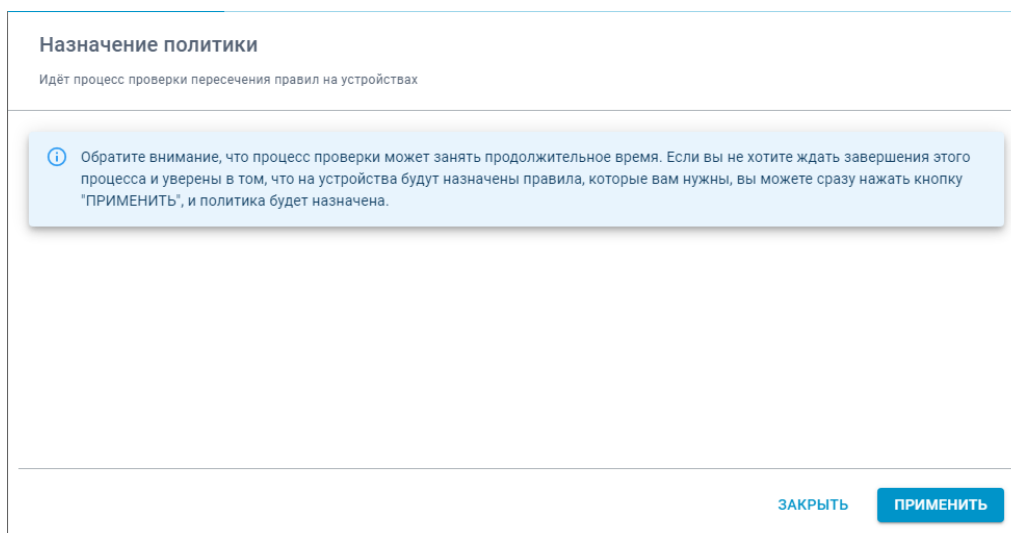 Назначение политики
Идёт процесс проверки пересечения правил на устройствах
Обратите внимание, что процесс проверки может занять продолжительное время. Если вы не хотите ждать завершения этого
процесса и уверены в том, что на устройства будут назначены правила, которые вам нужны, вы можете сразу нажать кнопку
"ПРИМЕНИТЬ", и политика будет назначена.
ЗАКРЫТЬ
ПРИМЕНИТЬ